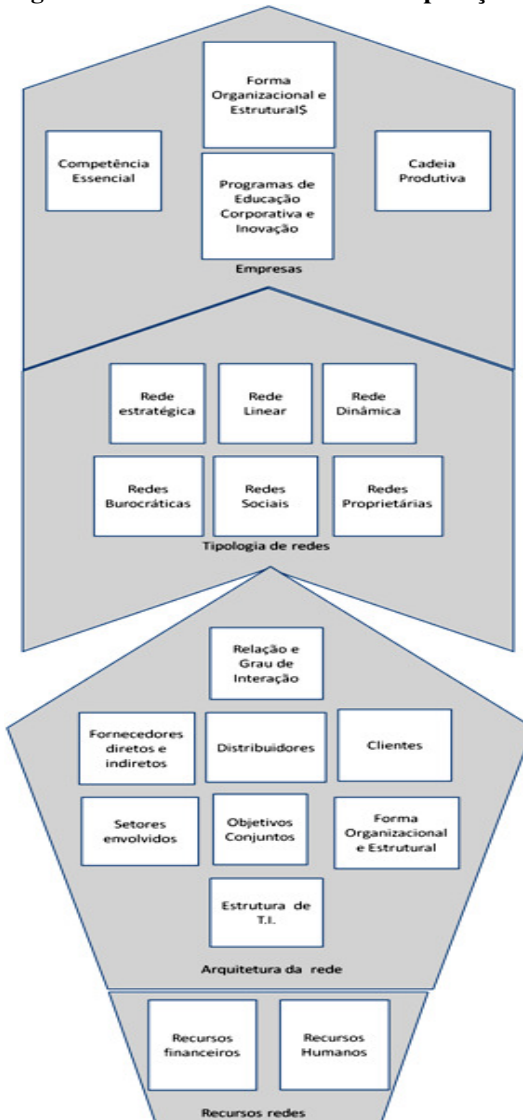 Forma
Organizacional e
Estrutural$
Competência
Essencial
Cadeia
Produtiva
Programas de
Educação
Corporativa e
Inovação
Empresas
Rede
estratégica
Rede
Linear
Rede
Dinâmica
Redes
Burocráticas
Redes
Sociais
Redes
Proprietárias
Tipologia de redes
Relação e
Grau de
Interação
Fornecedores
diretos e
indiretos
Distribuidores
Clientes
Setores
envolvidos
Objetivos
Conjuntos
Forma
Organizacional
e Estrutural
Estrutura de
T.I.
Arquitetura da rede
Recursos
financeiros
Recursos
Humanos
Recursos redes